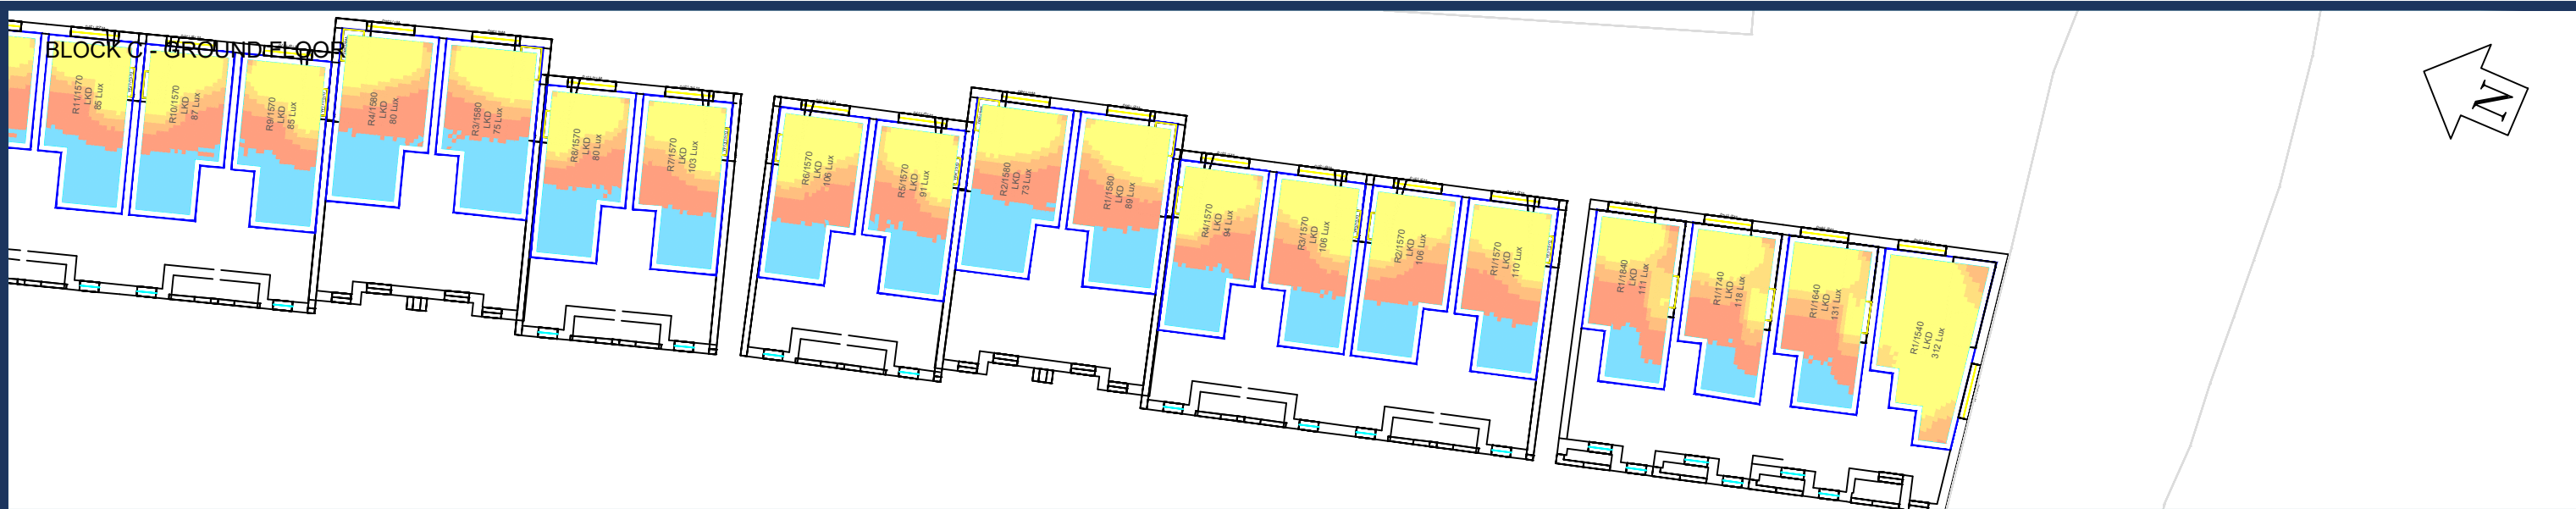 BLOCK C - GROUND FLOOR
R11/1570
LKD
85 Lux
R10/1570
LKD
87 Lux
R9/1570
LKD
85 Lux
R4/1580
LKD
80 Lux
R3/1580
LKD
75 Lux
R8/1570
LKD
80 Lux
R7/1570
LKD
103 Lux
R6/1570
LKD
106 Lux
R5/1570
LKD
91 Lux
R2/1580
LKD
73 Lux
R1/1580
LKD
89 Lux
R4/1570
LKD
94 Lux
R3/1570
LKD
106 Lux
R2/1570
LKD
106 Lux
R1/1570
LKD
110 Lux
R1/1840
LKD
111 Lux
R1/1740
LKD
118 Lux
R1/1640
LKD
131 Lux
R1/1540
LKD
312 Lux
N